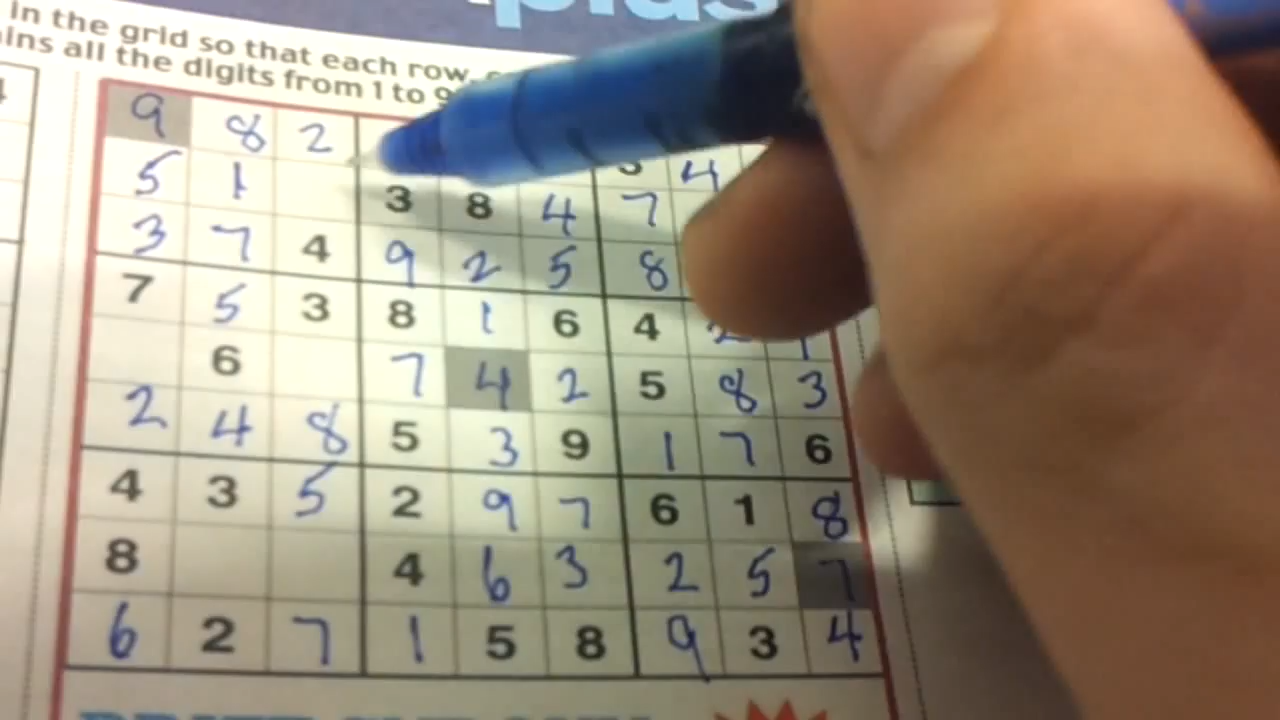 plus
in the grid so that each row,
ins all the digits from 1 to 9
9 8 2 4
5 1 3 8 4 7
3 7 4 9 2 5 8
7 5 3 8 1 6 4
6 7 4 2 5 8 3
2 4 8 5 3 9 1 7 6
4 3 5 2 9 7 6 1 8
8 4 6 3 2 5 7
6 2 7 1 5 8 9 3 4